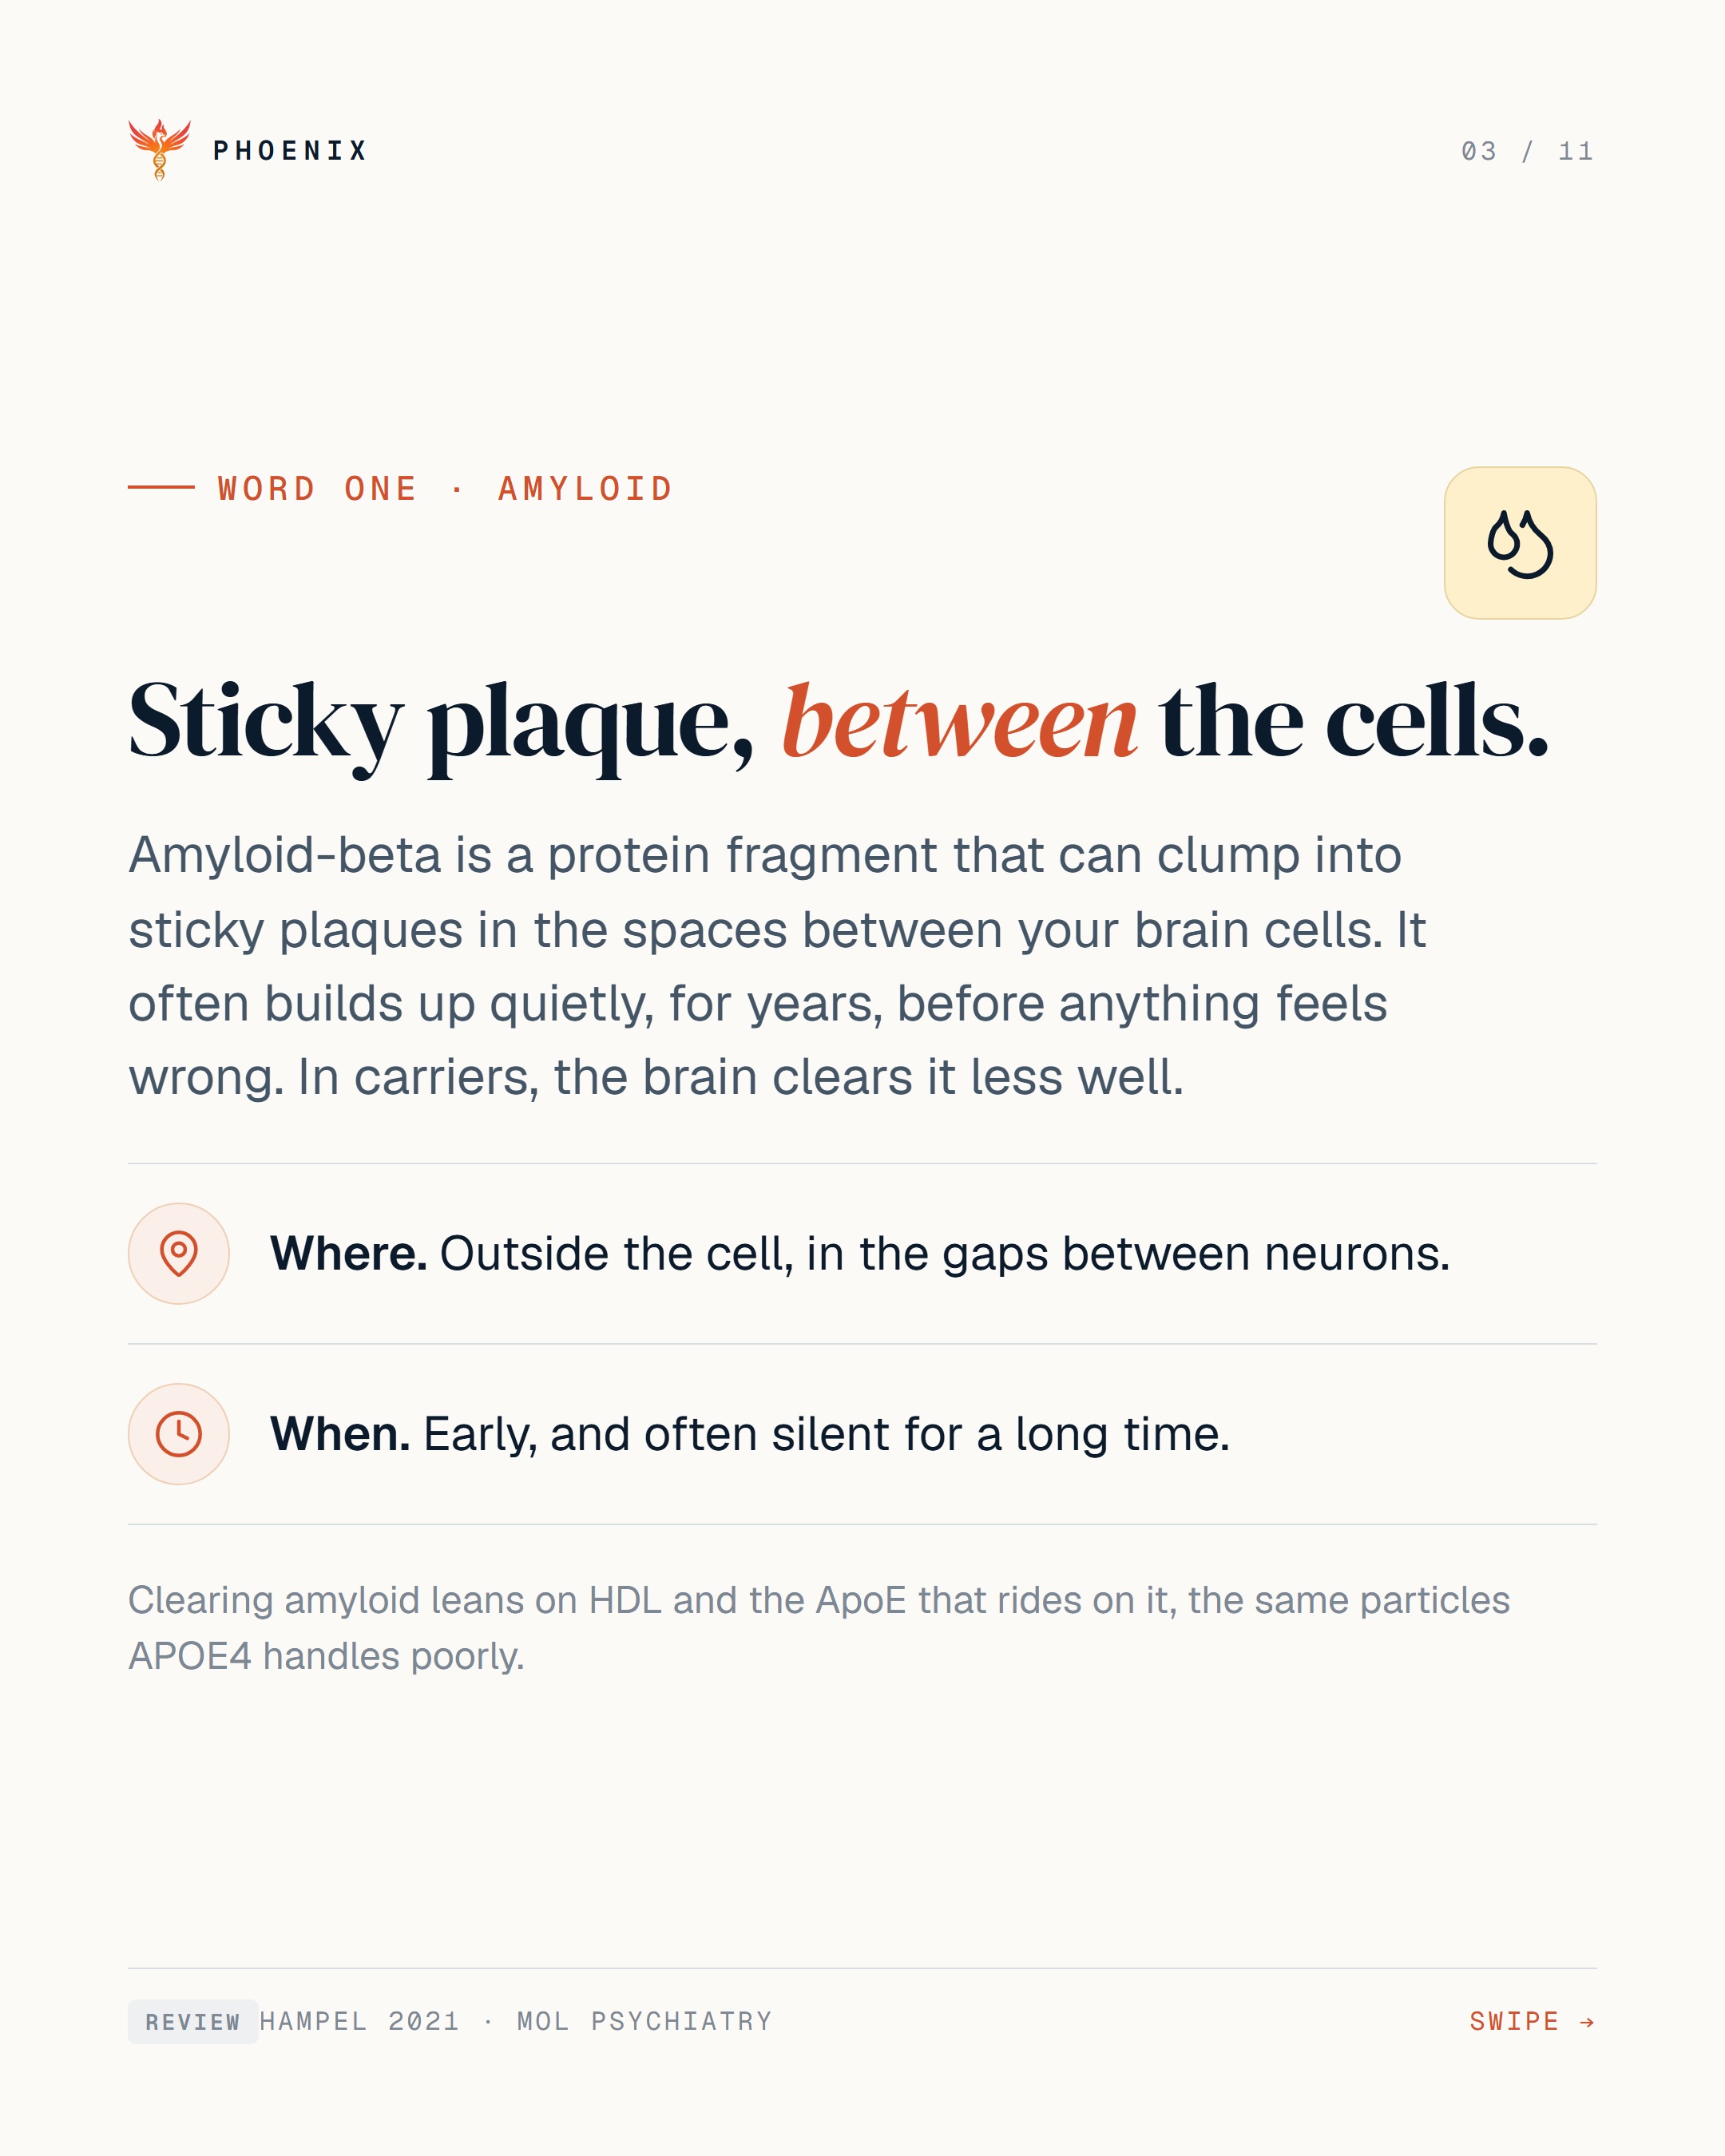 PHOENIX
03 / 11
WORD ONE · AMYLOID
Sticky plaque, between the cells.
Amyloid-beta is a protein fragment that can clump into
sticky plaques in the spaces between your brain cells. It
often builds up quietly, for years, before anything feels
wrong. In carriers, the brain clears it less well.
Where. Outside the cell, in the gaps between neurons.
When. Early, and often silent for a long time.
Clearing amyloid leans on HDL and the ApoE that rides on it, the same particles
APOE4 handles poorly.
REVIEW HAMPEL 2021 · MOL PSYCHIATRY
SWIPE →